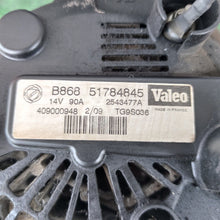 B868 51784845 Valeo
14V 90A 2543477A MADE IN FRANCE
409000948 2/09 TG9S036